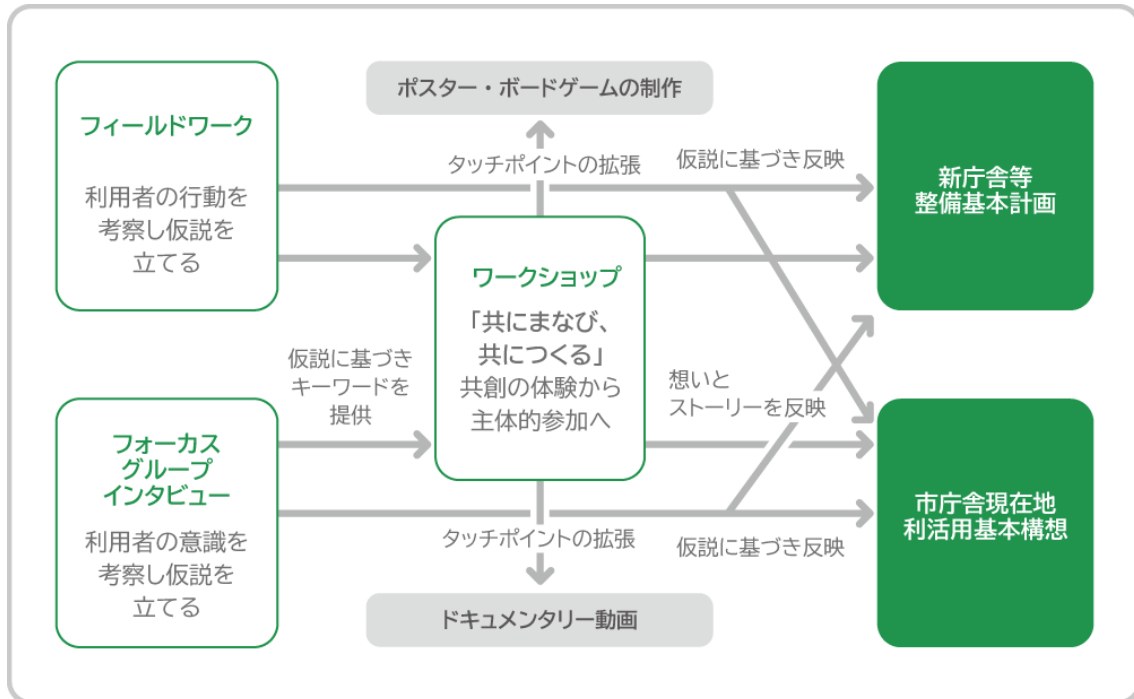 フィールドワーク
利用者の行動を
考察し仮説を
立てる
フォーカス
グループ
インタビュー
利用者の意識を
考察し仮説を
立てる
仮説に基づき
キーワードを
提供
ポスター・ボードゲームの制作
タッチポイントの拡張
ワークショップ
「共にまなび、
共につくる」
共創の体験から
主体的参加へ
タッチポイントの拡張
ドキュメンタリー動画
仮説に基づき反映
想いと
ストーリーを反映
仮説に基づき反映
新庁舎等
整備基本計画
市庁舎現在地
利活用基本構想